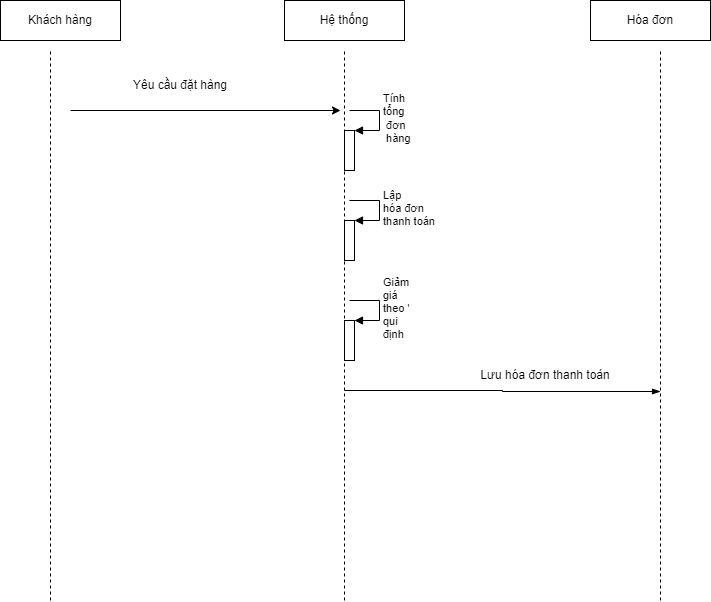 Khách hàng
Hệ thống
Hóa đơn
Yêu cầu đặt hàng
Tính
tổng
đơn
hàng
Lập
hóa đơn
thanh toán
Giảm
giá
theo '
qui
định
Lưu hóa đơn thanh toán